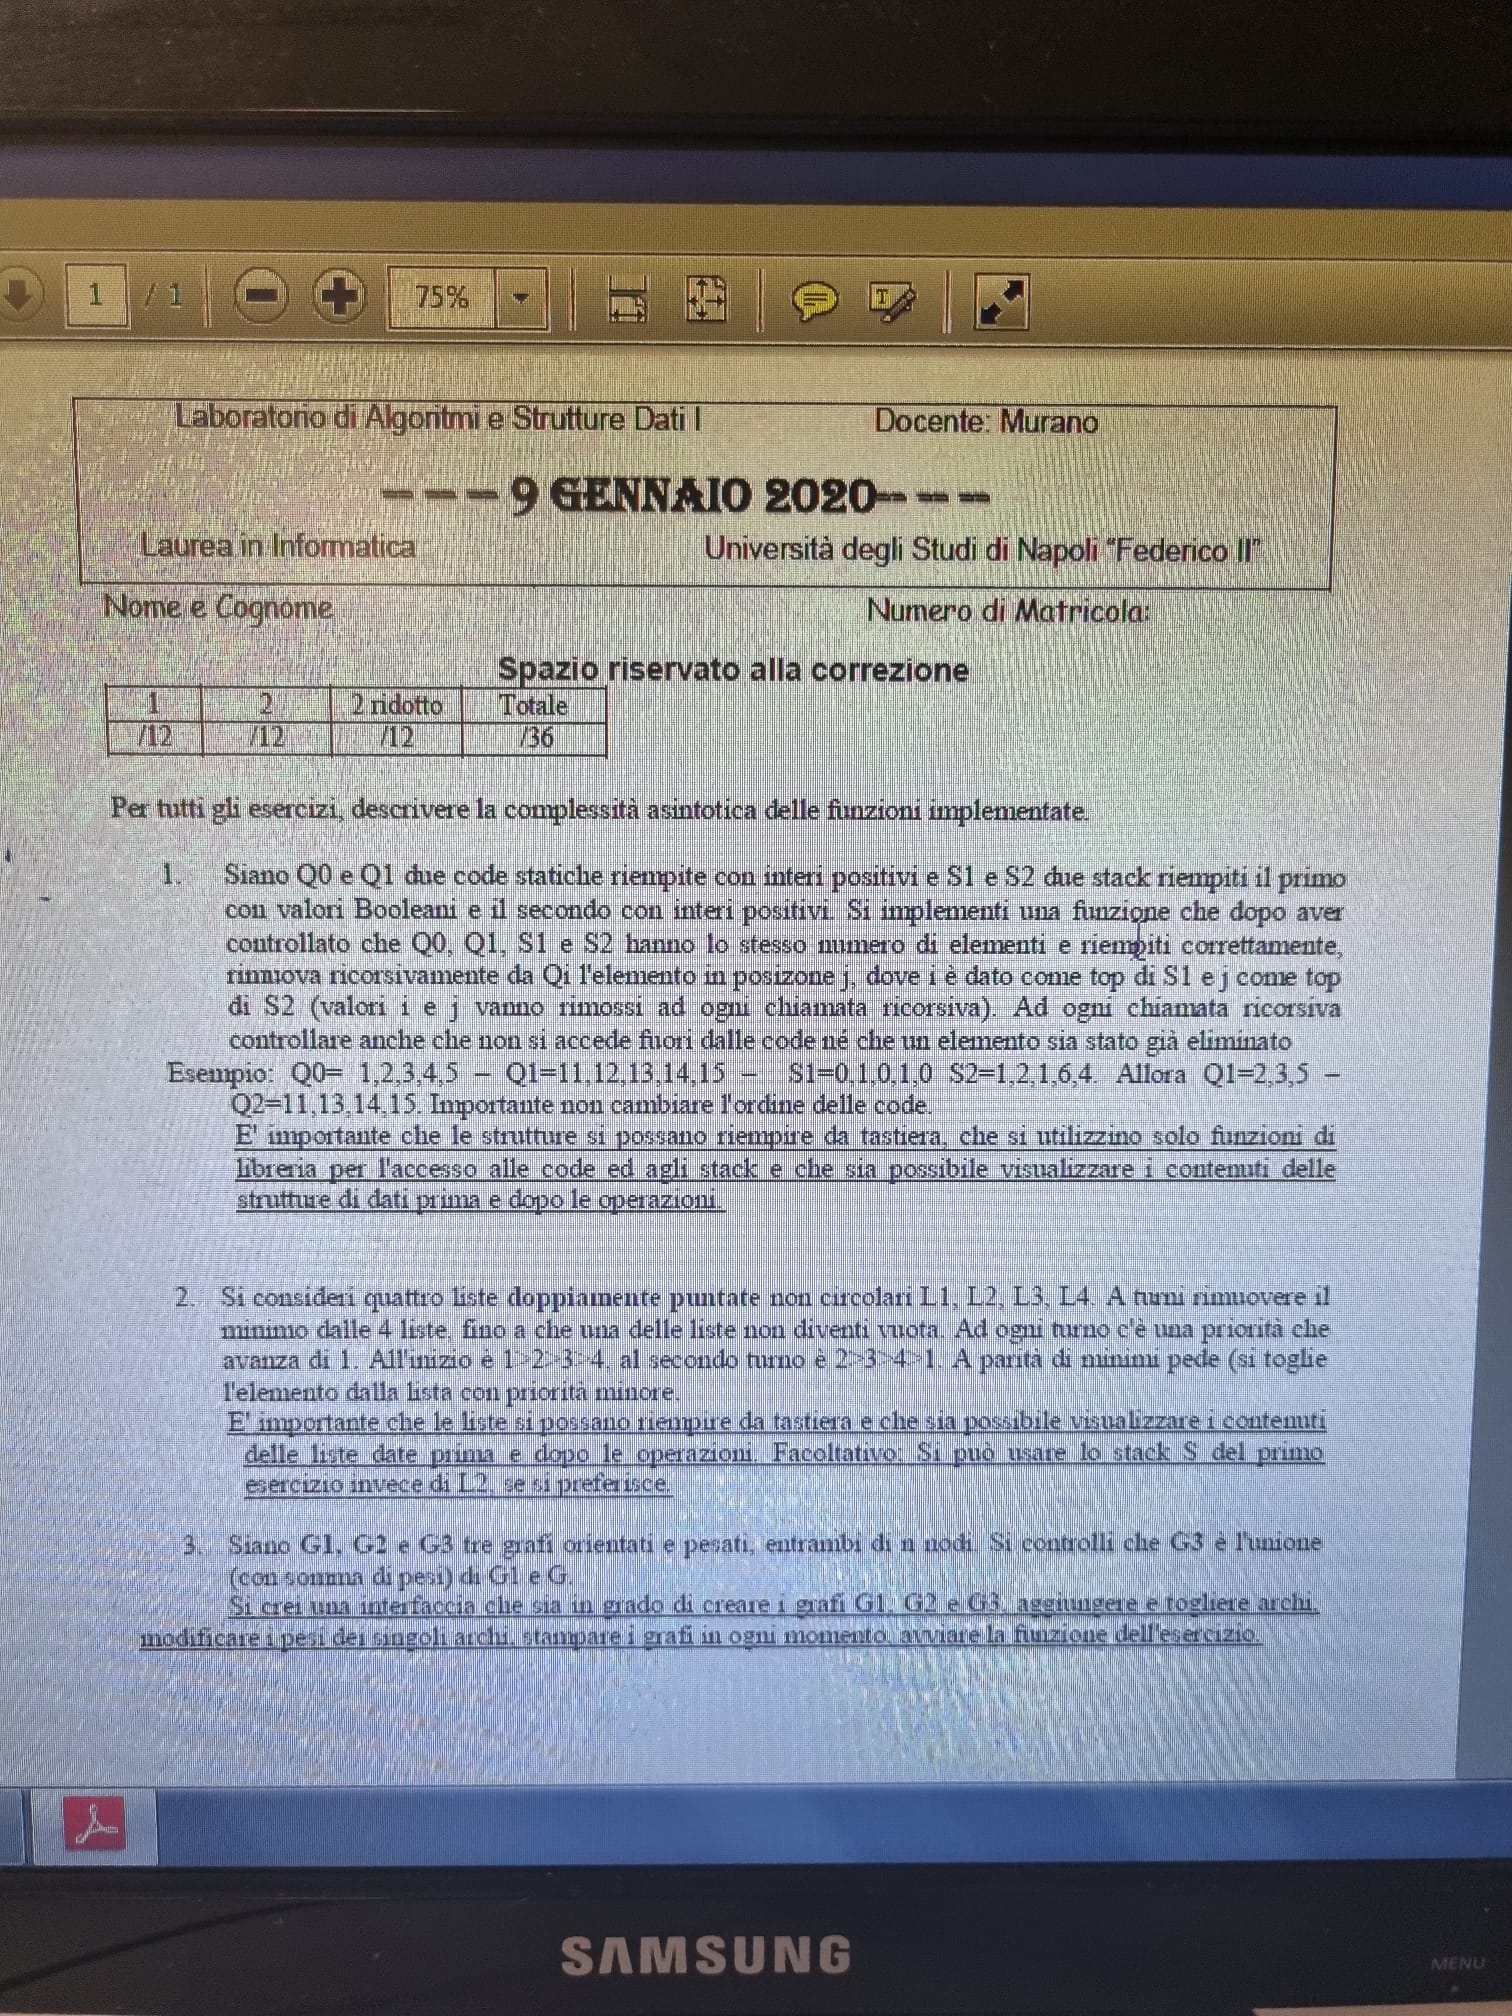 1 / 1 75%
Laboratorio di Algoritmi e Strutture Dati I Docente: Murano
– – – 9 GENNAIO 2020– – –
Laurea in Informatica Università degli Studi di Napoli “Federico II”
Nome e Cognome Numero di Matricola:
Spazio riservato alla correzione
1 2 2 ridotto Totale
/12 /12 /12 /36
Per tutti gli esercizi, descrivere la complessità asintotica delle funzioni implementate.
1. Siano Q0 e Q1 due code statiche riempite con interi positivi e S1 e S2 due stack riempiti il primo
con valori Booleani e il secondo con interi positivi. Si implementi una funzione che dopo aver
controllato che Q0, Q1, S1 e S2 hanno lo stesso numero di elementi e riempiti correttamente,
rimuova ricorsivamente da Qi l'elemento in posizone j, dove i è dato come top di S1 e j come top
di S2 (valori i e j vanno rimossi ad ogni chiamata ricorsiva). Ad ogni chiamata ricorsiva
controllare anche che non si accede fuori dalle code né che un elemento sia stato già eliminato
Esempio: Q0= 1,2,3,4,5 – Q1=11,12,13,14,15 – S1=0,1,0,1,0 S2=1,2,1,6,4. Allora Q1=2,3,5 –
Q2=11,13,14,15. Importante non cambiare l'ordine delle code.
E' importante che le strutture si possano riempire da tastiera, che si utilizzino solo funzioni di
libreria per l'accesso alle code ed agli stack e che sia possibile visualizzare i contenuti delle
strutture di dati prima e dopo le operazioni.
2. Si consideri quattro liste doppiamente puntate non circolari L1, L2, L3, L4. A turni rimuovere il
minimo dalle 4 liste, fino a che una delle liste non diventi vuota. Ad ogni turno c'è una priorità che
avanza di 1. All'inizio è 1>2>3>4, al secondo turno è 2>3>4>1. A parità di minimi pede (si toglie
l'elemento dalla lista con priorità minore.
E' importante che le liste si possano riempire da tastiera e che sia possibile visualizzare i contenuti
delle liste date prima e dopo le operazioni. Facoltativo: Si può usare lo stack S del primo
esercizio invece di L2, se si preferisce.
3. Siano G1, G2 e G3 tre grafi orientati e pesati, entrambi di n nodi. Si controlli che G3 è l'unione
(con somma di pesi) di G1 e G.
Si crei una interfaccia che sia in grado di creare i grafi G1, G2 e G3, aggiungere e togliere archi,
modificare i pesi dei singoli archi, stampare i grafi in ogni momento, avviare la funzione dell'esercizio.
SAMSUNG
MENU